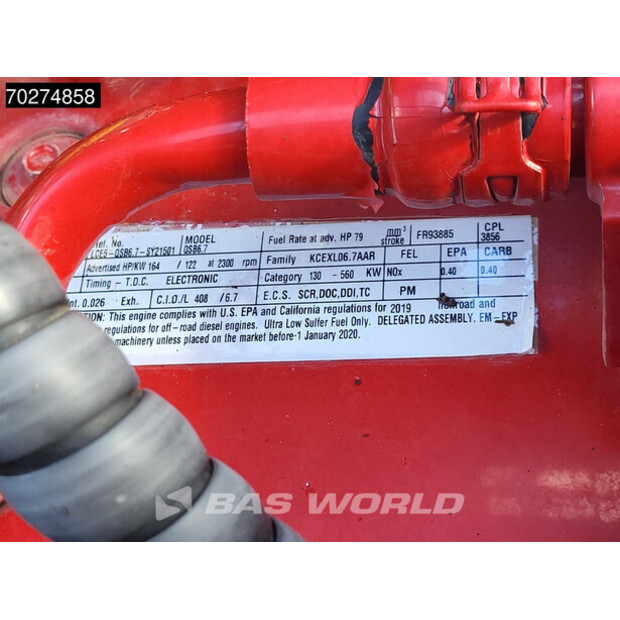 70274858
Ref. No. MODEL Fuel Rate at adv. HP 79 mm³ stroke FR93885 CPL 3856
QSB6.7
Advertised HP/KW 164 / 122 at 2300 rpm Family KCEXL06.7AAR FEL EPA CARB
Timing - T.D.C. ELECTRONIC Category 130 - 560 KW NOx 0.40 0.40
Int. 0.026 Exh. C.I.D./L 408 / 6.7 E.C.S. SCR,DOC,DDI,TC PM
This engine complies with U.S. EPA and California regulations for 2019 nonroad and
regulations for off-road diesel engines. Ultra Low Sulfer Fuel Only. DELEGATED ASSEMBLY. EM-EXP
machinery unless placed on the market before 1 January 2020.
BAS WORLD